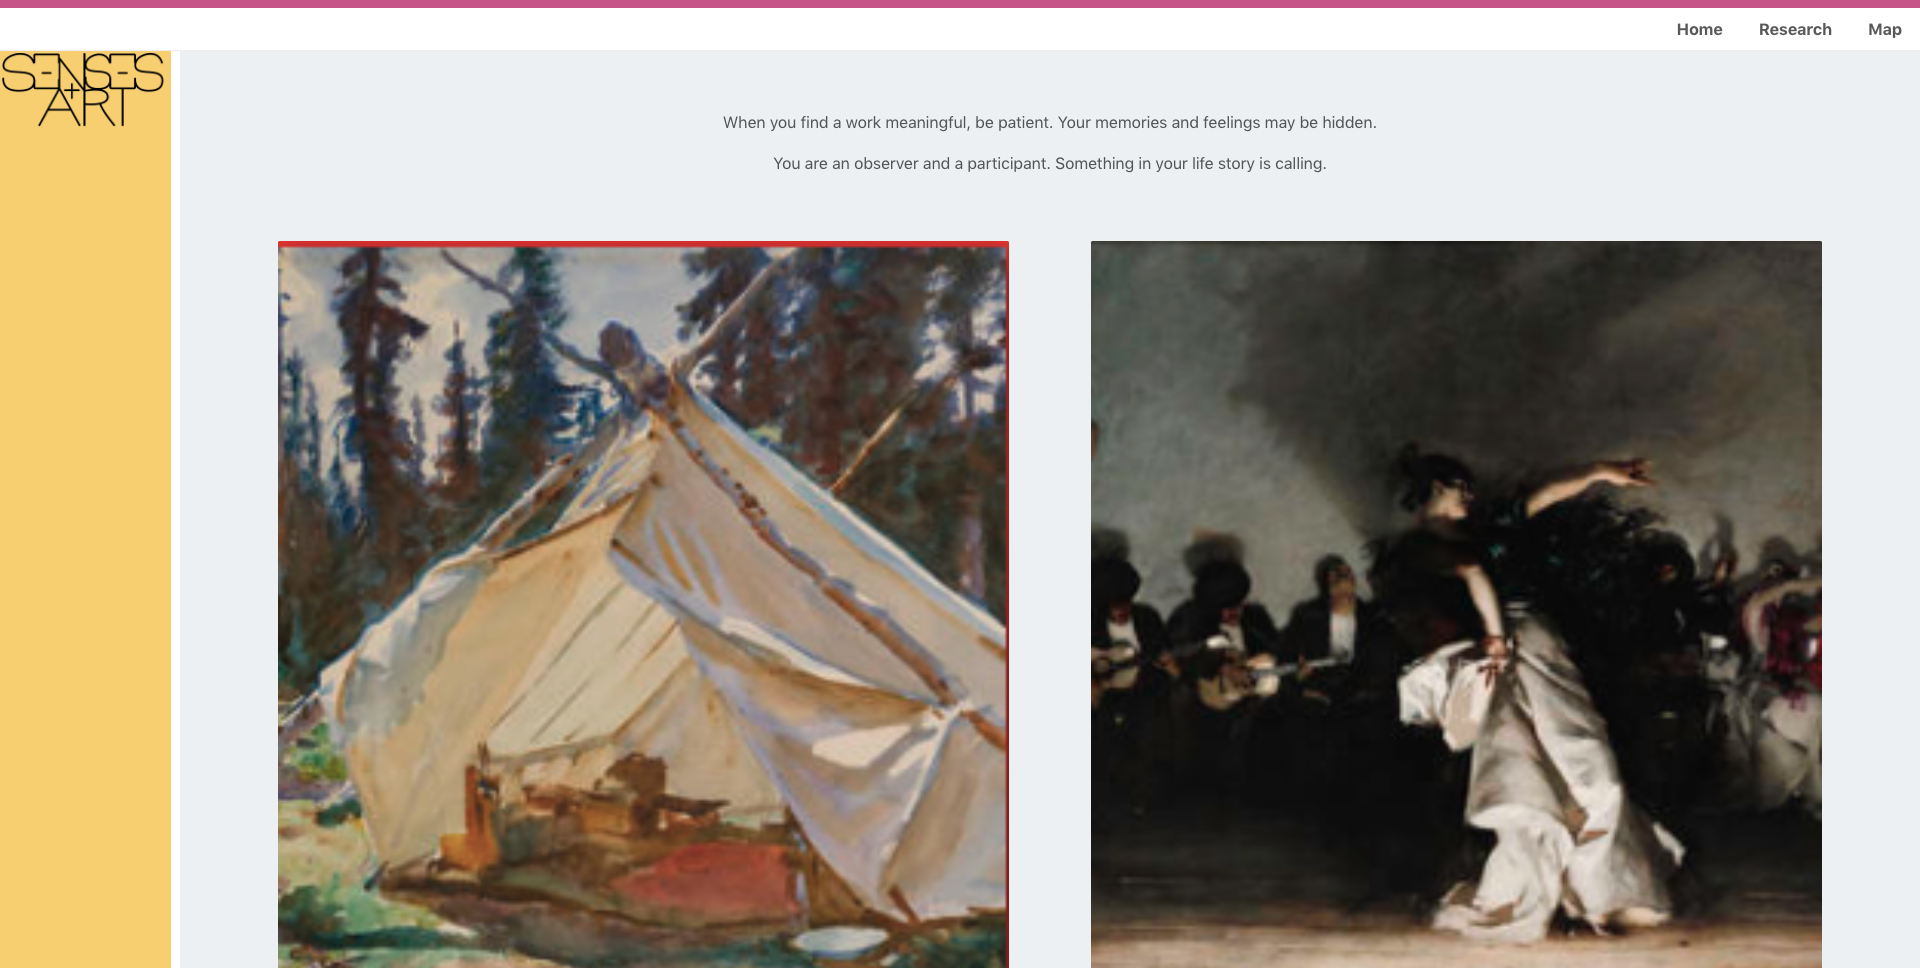 Home Research Map
SENSES
+
ART
When you find a work meaningful, be patient. Your memories and feelings may be hidden.
You are an observer and a participant. Something in your life story is calling.